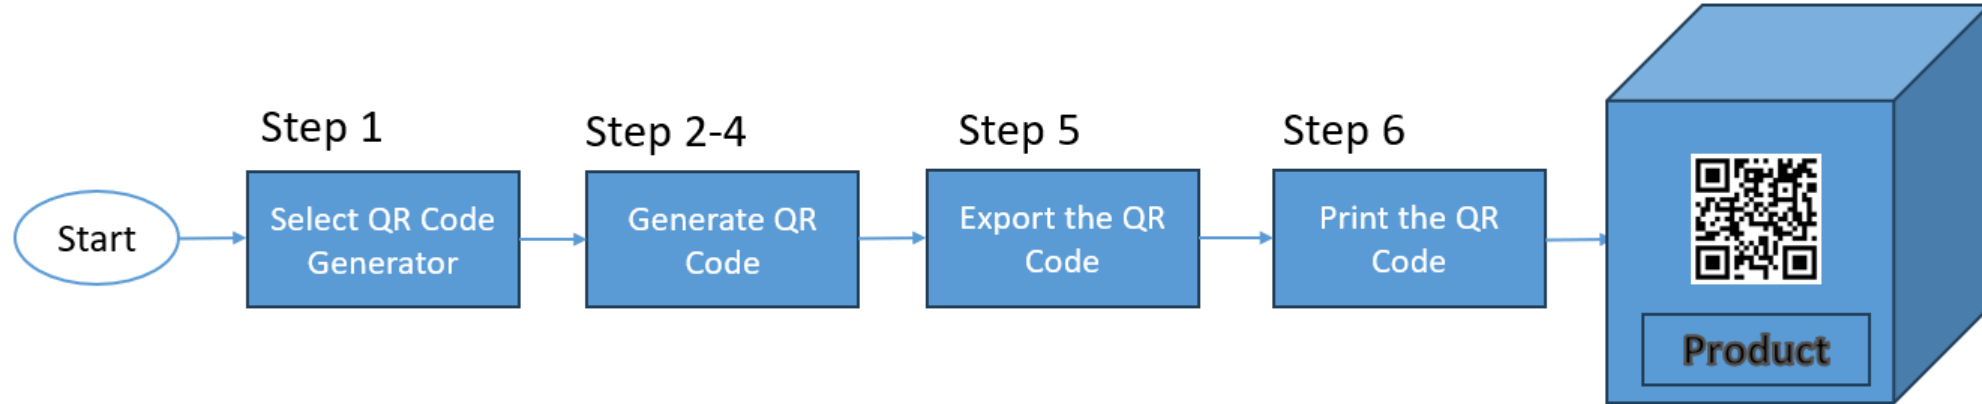 Start
Step 1
Select QR Code
Generator
Step 2-4
Generate QR
Code
Step 5
Export the QR
Code
Step 6
Print the QR
Code
Product